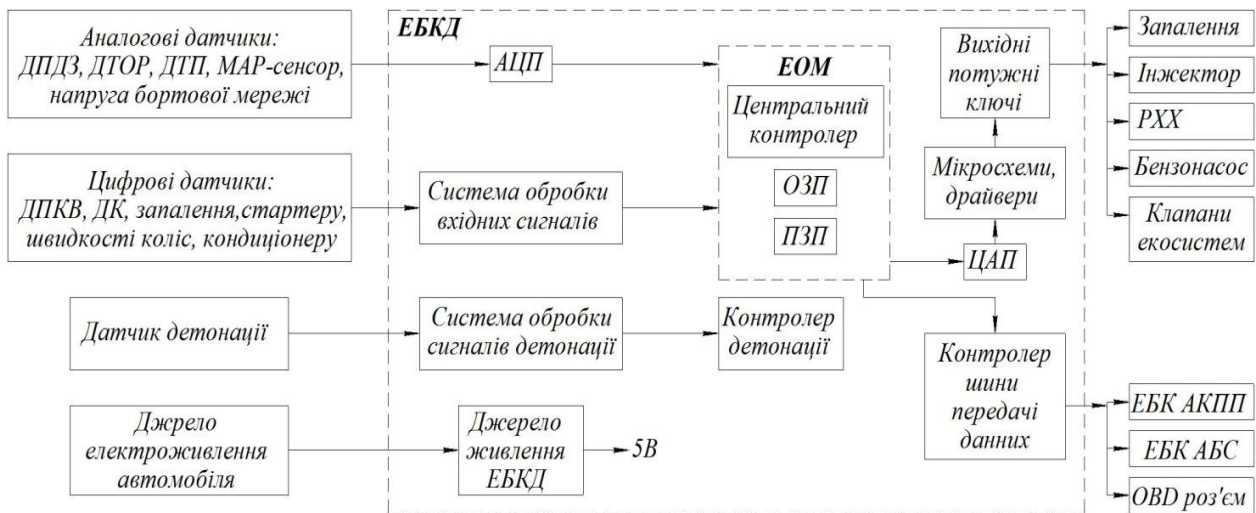 Аналогові датчики:
ДПДЗ, ДТОР, ДТП, МАР-сенсор,
напруга бортової мережі
ЕБКД
АЦП
ЕОМ
Центральний
контролер
ОЗП
ПЗП
Вихідні
потужні
ключі
Мікросхеми,
драйвери
ЦАП
Запалення
Інжектор
РХХ
Бензонасос
Клапани
екосистем
Цифрові датчики:
ДПКВ, ДК, запалення,стартеру,
швидкості коліс, кондиціонеру
Система обробки
вхідних сигналів
Датчик детонації
Система обробки
сигналів детонації
Контролер
детонації
Контролер
шини
передачі
данних
Джрело
електроживлення
автомобіля
Джерело
живлення
ЕБКД
5В
ЕБК АКПП
ЕБК АБС
OBD роз'єм